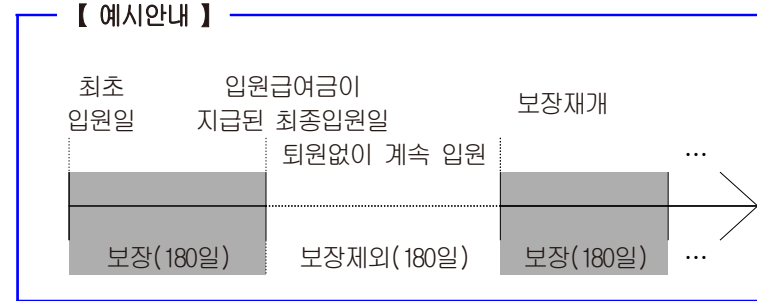 【 예시안내 】
최초
입원일
입원급여금이
지급된 최종입원일
보장재개
퇴원없이 계속 입원
…
보장(180일)
보장제외(180일)
보장(180일)
…